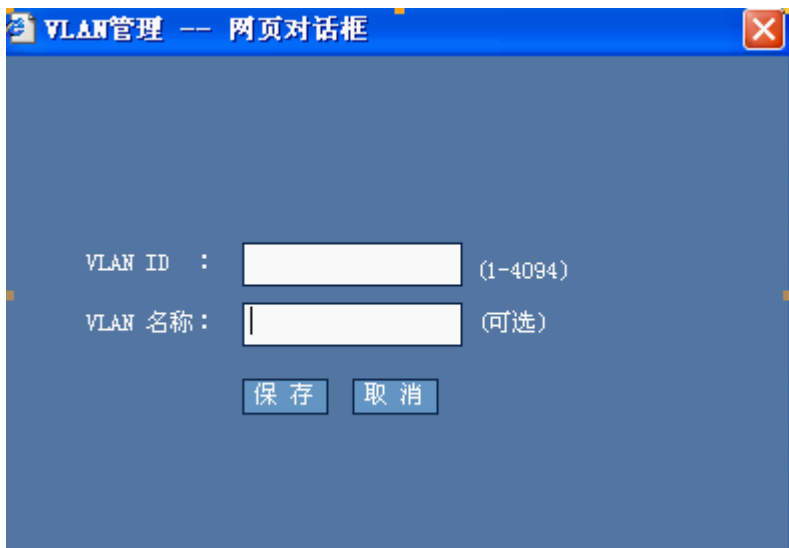 VLAN管理 -- 网页对话框
VLAN ID ： (1-4094)
VLAN 名称： (可选)
保 存 取 消